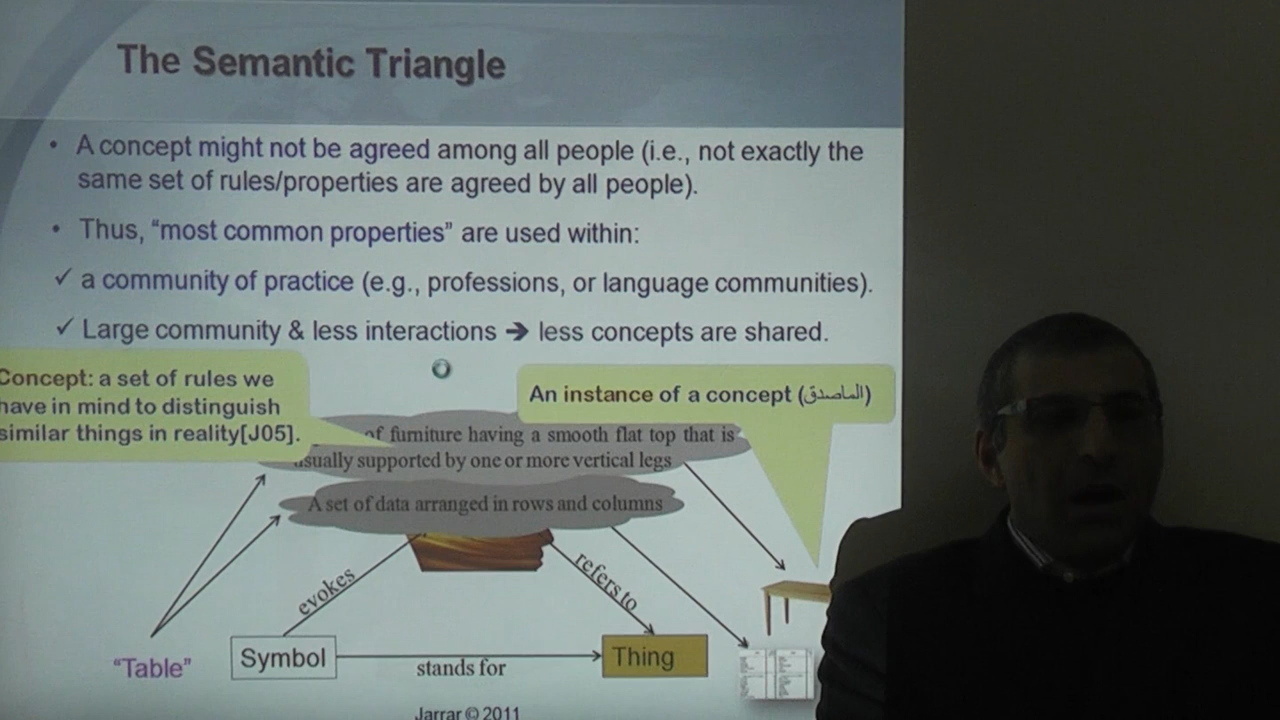 The Semantic Triangle
• A concept might not be agreed among all people (i.e., not exactly the
same set of rules/properties are agreed by all people).
• Thus, “most common properties” are used within:
✓ a community of practice (e.g., professions, or language communities).
✓ Large community & less interactions ➔ less concepts are shared.
Concept: a set of rules we
have in mind to distinguish
similar things in reality[J05].
An instance of a concept (الماصدق)
of furniture having a smooth flat top that is
usually supported by one or more vertical legs
A set of data arranged in rows and columns
evokes
refers to
“Table”
Symbol
stands for
Thing
Jarrar © 2011